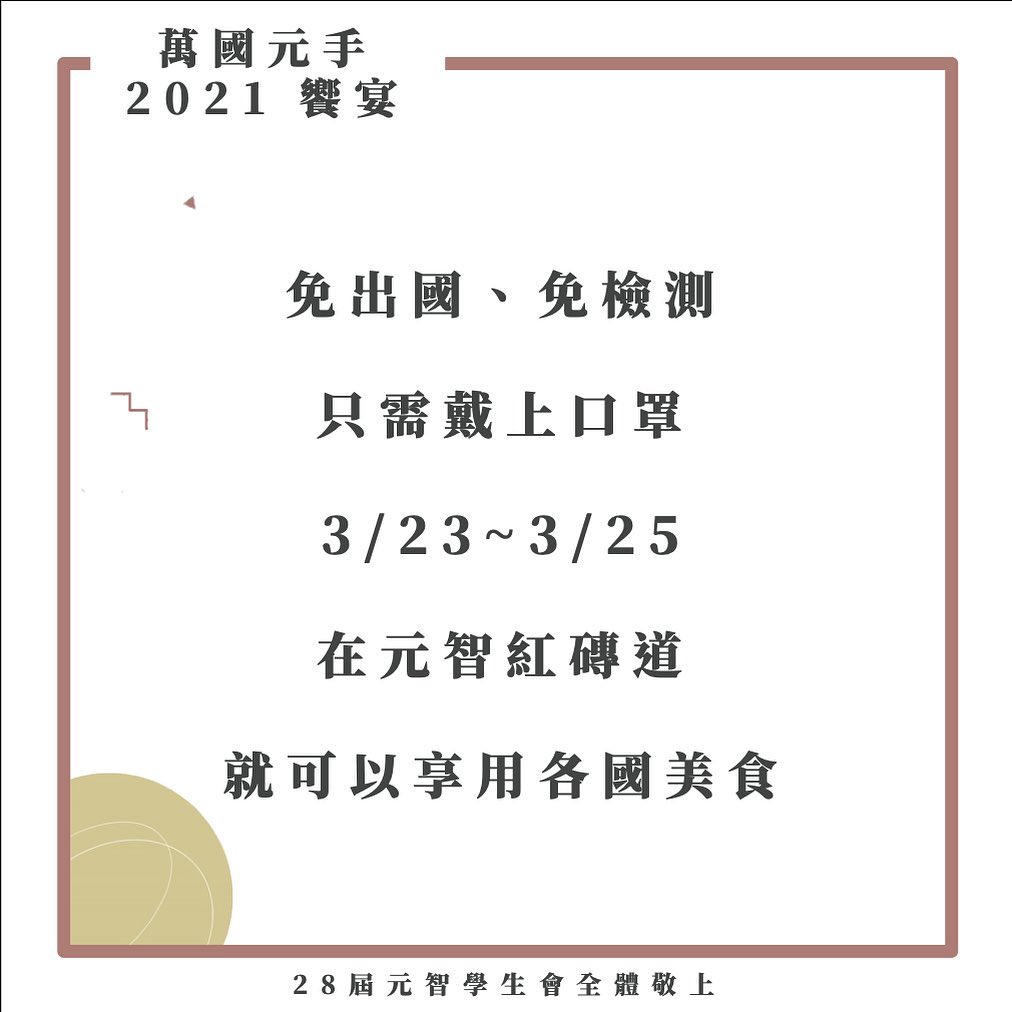 萬國元手
2021 饗宴
免出國、免檢測
只需戴上口罩
3/23~3/25
在元智紅磚道
就可以享用各國美食
28屆元智學生會全體敬上